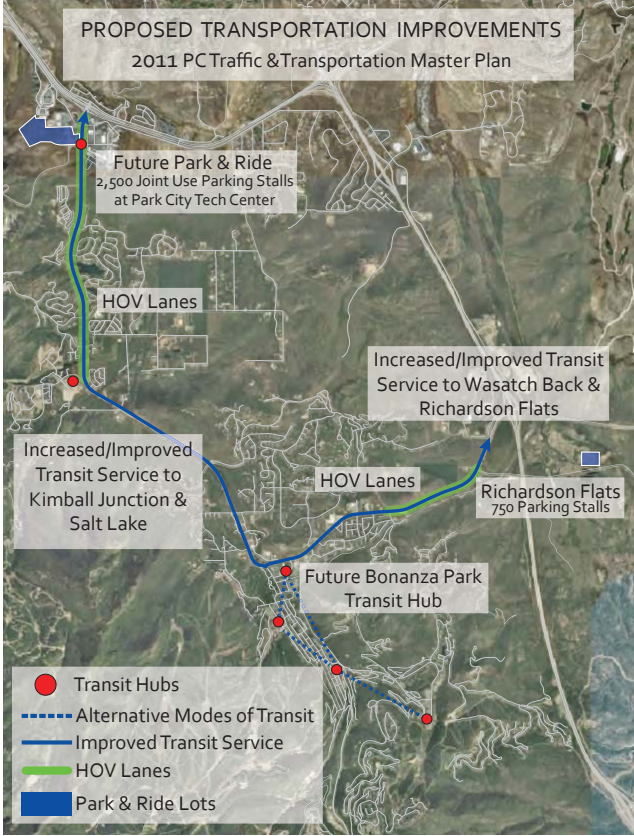 PROPOSED TRANSPORTATION IMPROVEMENTS
2011 PC Traffic & Transportation Master Plan
Future Park & Ride
2,500 Joint Use Parking Stalls
at Park City Tech Center
HOV Lanes
Increased/Improved Transit
Service to Wasatch Back &
Richardson Flats
Increased/Improved
Transit Service to
Kimball Junction &
Salt Lake
HOV Lanes
Richardson Flats
750 Parking Stalls
Future Bonanza Park
Transit Hub
Transit Hubs
Alternative Modes of Transit
Improved Transit Service
HOV Lanes
Park & Ride Lots